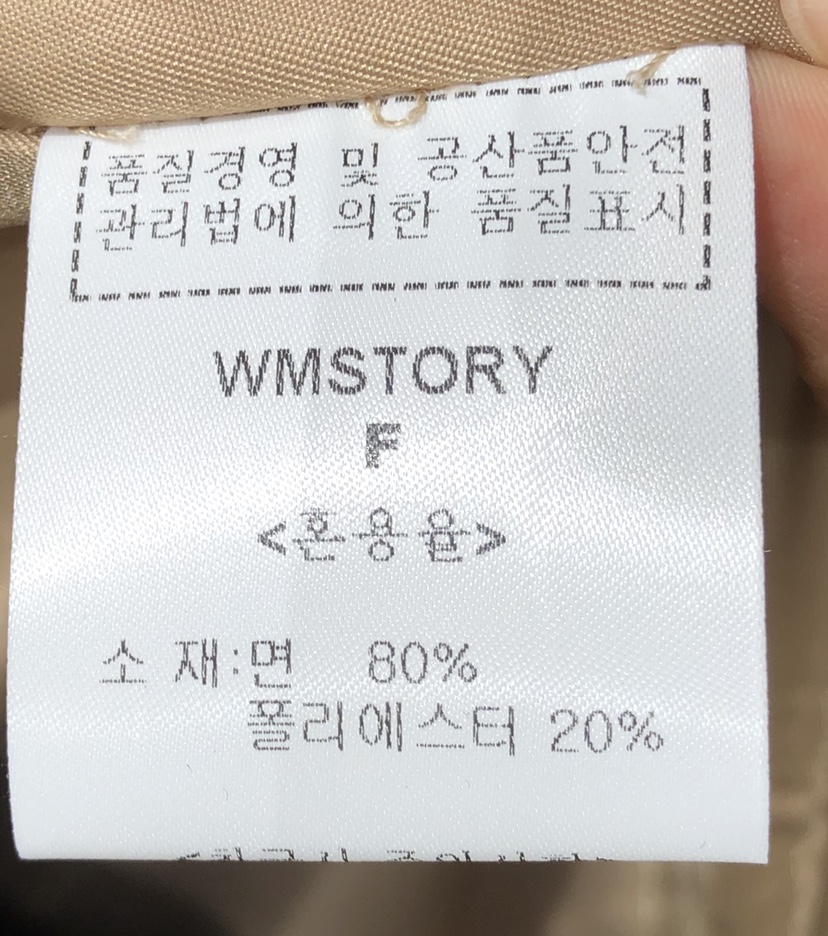 품질경영 및 공산품안전
관리법에 의한 품질표시
WMSTORY
F
<혼용율>
소 재:면 80%
폴리에스터 20%